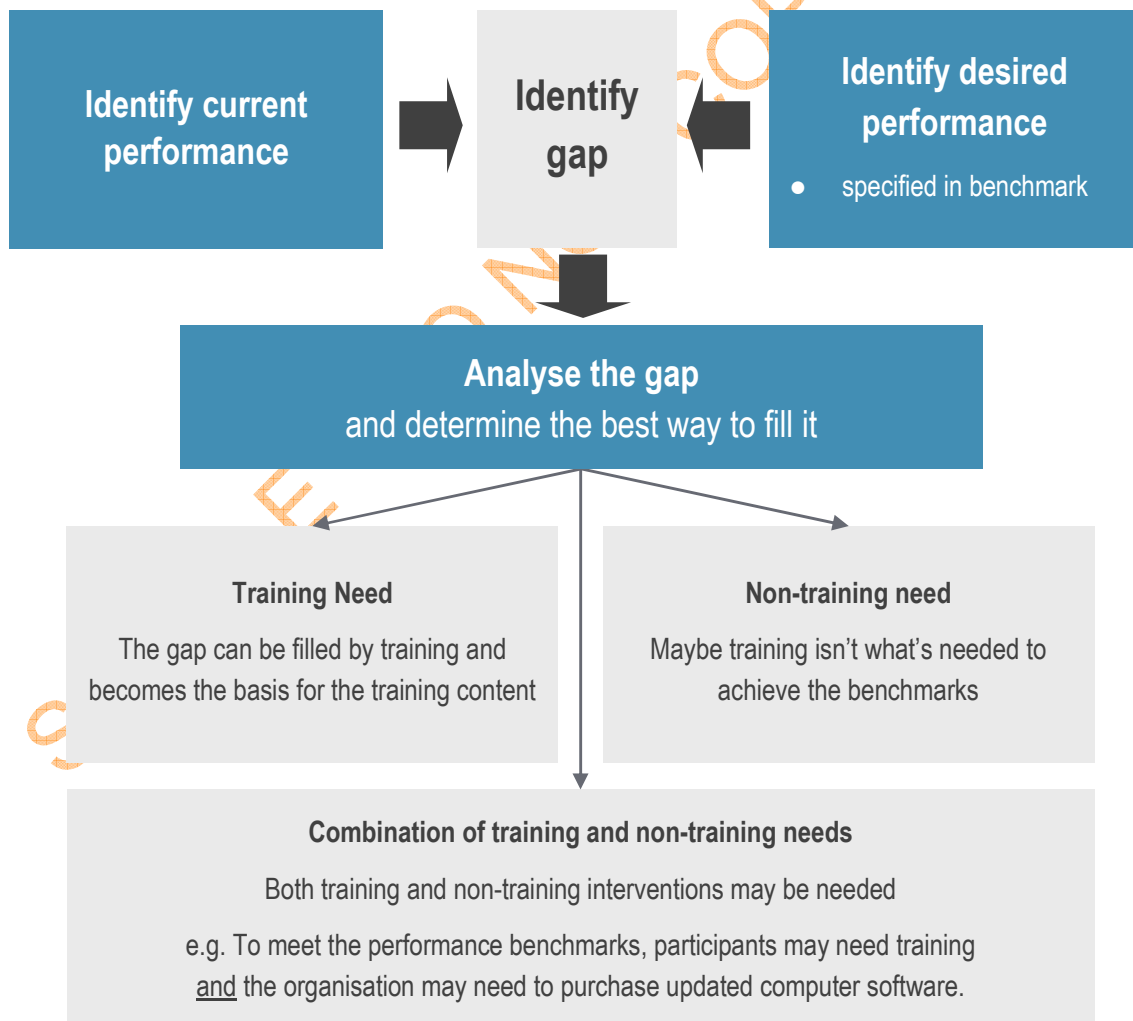 Identify current
performance
Identify
gap
Identify desired
performance
● specified in benchmark
Analyse the gap
and determine the best way to fill it
Training Need
The gap can be filled by training and
becomes the basis for the training content
Non-training need
Maybe training isn’t what’s needed to
achieve the benchmarks
Combination of training and non-training needs
Both training and non-training interventions may be needed
e.g. To meet the performance benchmarks, participants may need training
and the organisation may need to purchase updated computer software.